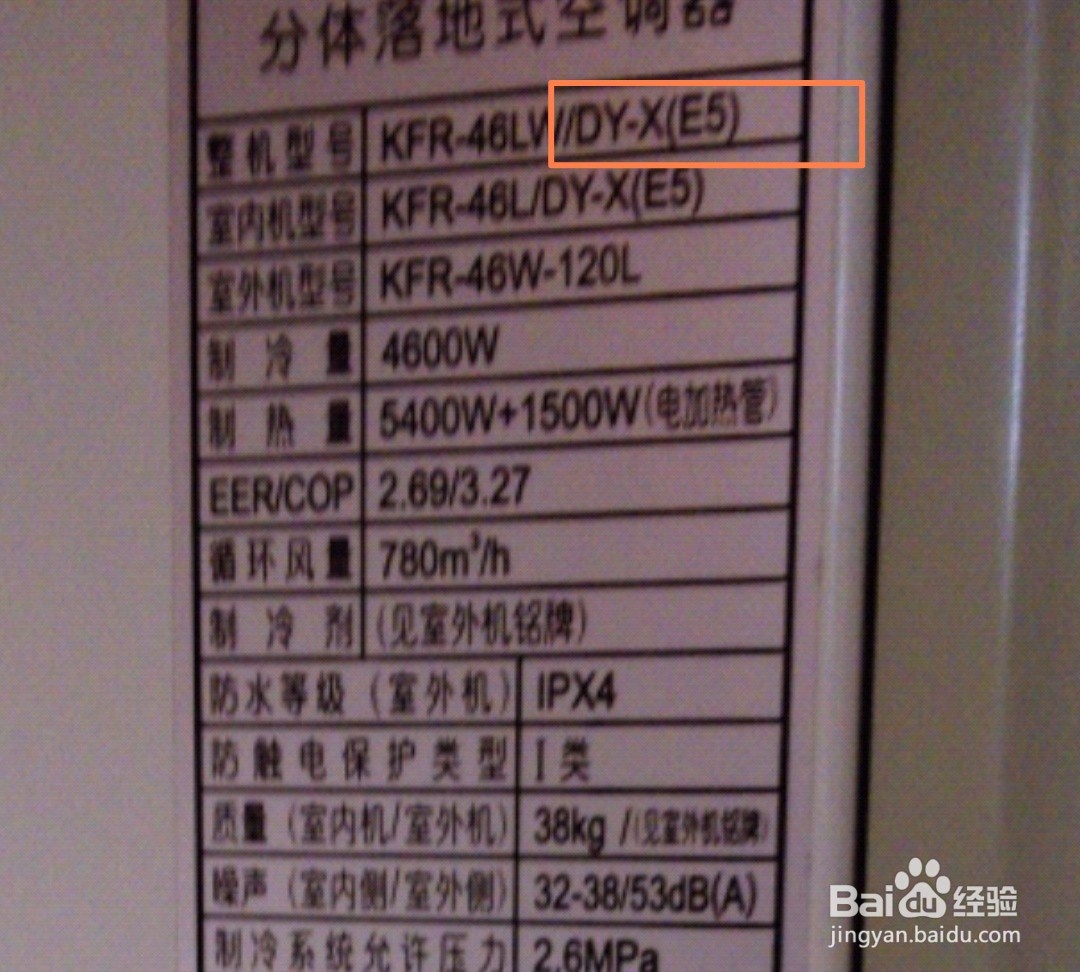 分体落地式空调器
整机型号 KFR-46LW//DY-X(E5)
室内机型号 KFR-46L/DY-X(E5)
室外机型号 KFR-46W-120L
制冷量 4600W
制热量 5400W+1500W(电加热管)
EER/COP 2.69/3.27
循环风量 780m³/h
制冷剂 (见室外机铭牌)
防水等级(室外机) IPX4
防触电保护类型 I类
质量(室内机/室外机) 38kg /(见室外机铭牌)
噪声(室内侧/室外侧) 32-38/53dB(A)
制冷系统允许压力 2.6MPa
Baidu经验
jingyan.baidu.com